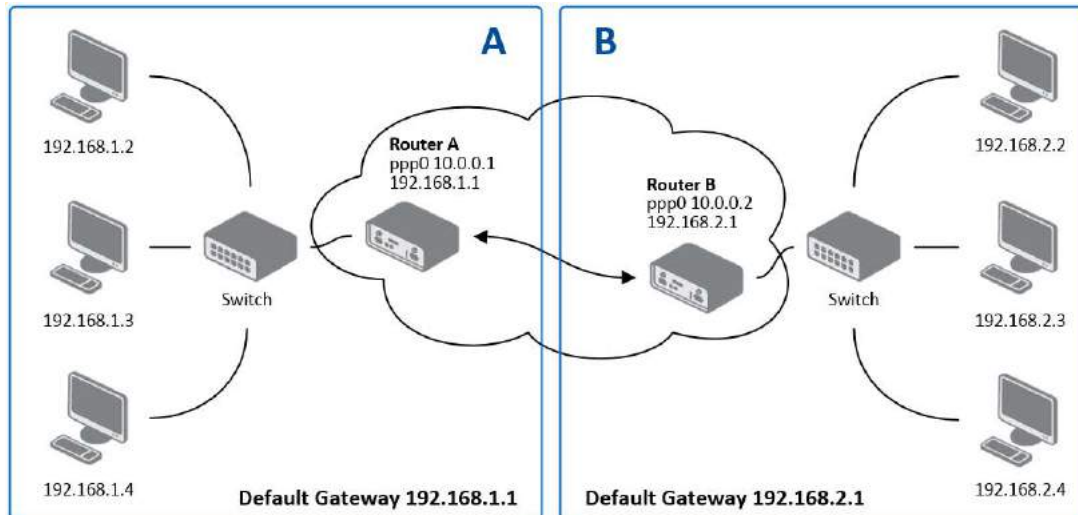 A
192.168.1.2
Router A
ppp0 10.0.0.1
192.168.1.1
Switch
192.168.1.3
192.168.1.4
Default Gateway 192.168.1.1
B
192.168.2.2
Router B
ppp0 10.0.0.2
192.168.2.1
Switch
192.168.2.3
192.168.2.4
Default Gateway 192.168.2.1